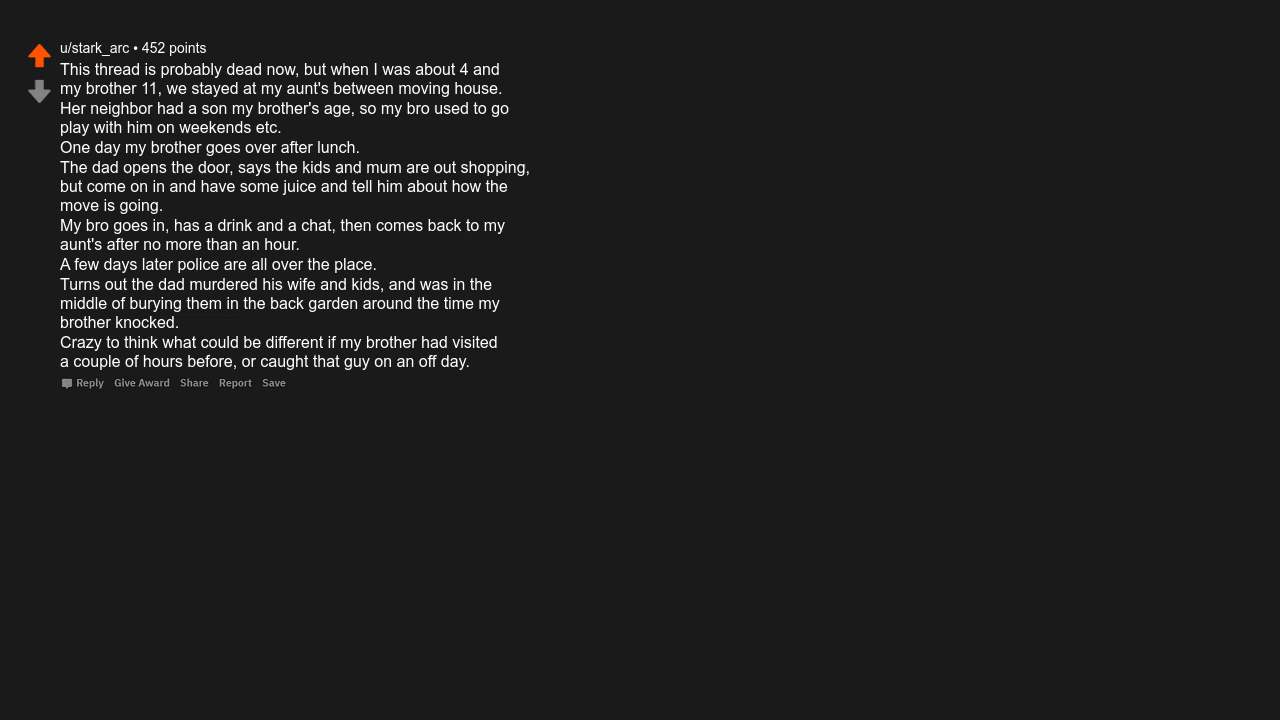 u/stark_arc • 452 points
This thread is probably dead now, but when I was about 4 and
my brother 11, we stayed at my aunt's between moving house.
Her neighbor had a son my brother's age, so my bro used to go
play with him on weekends etc.
One day my brother goes over after lunch.
The dad opens the door, says the kids and mum are out shopping,
but come on in and have some juice and tell him about how the
move is going.
My bro goes in, has a drink and a chat, then comes back to my
aunt's after no more than an hour.
A few days later police are all over the place.
Turns out the dad murdered his wife and kids, and was in the
middle of burying them in the back garden around the time my
brother knocked.
Crazy to think what could be different if my brother had visited
a couple of hours before, or caught that guy on an off day.
Reply Give Award Share Report Save